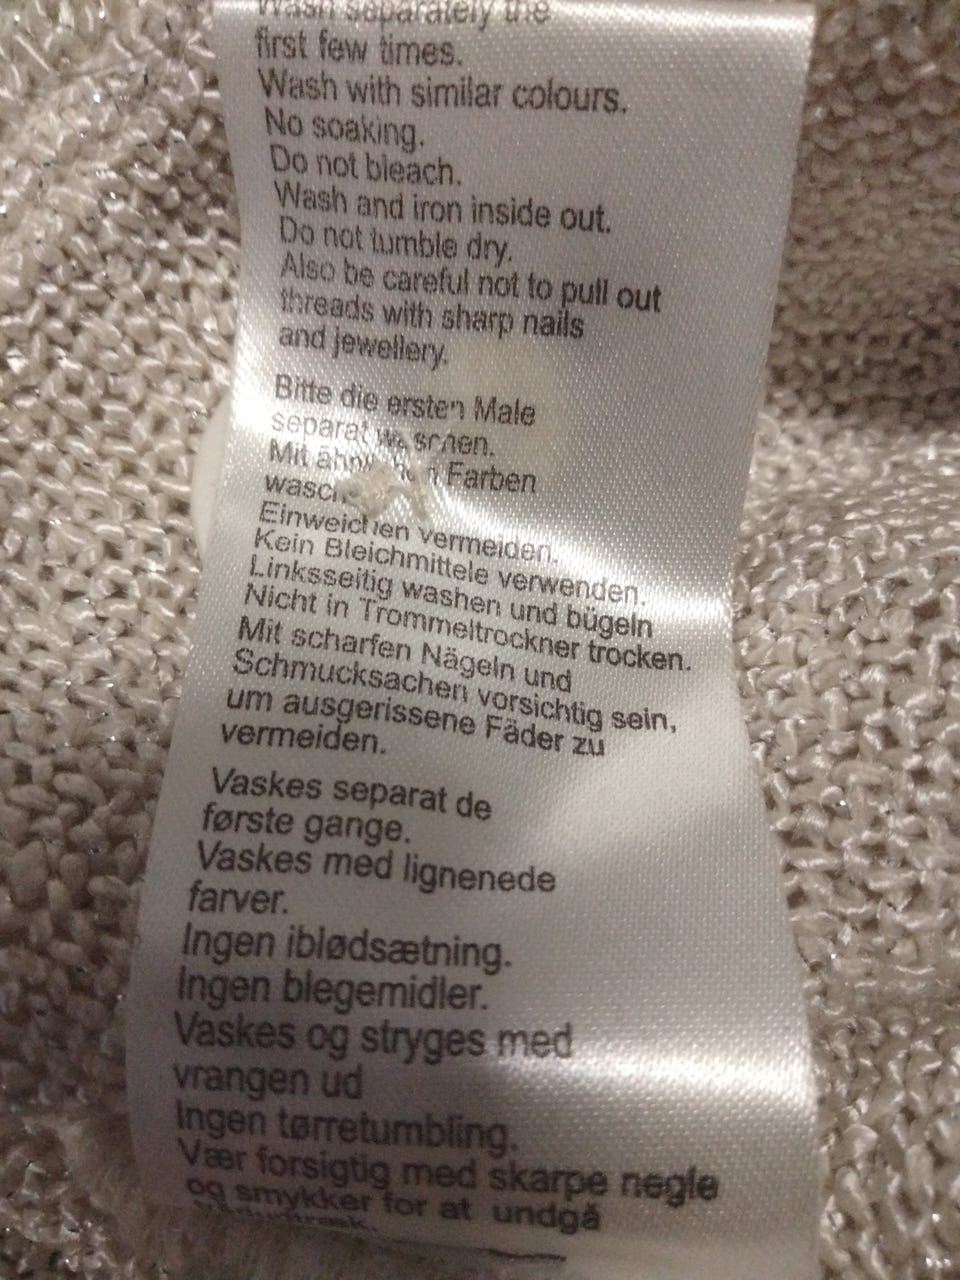 Wash separately the
first few times.
Wash with similar colours.
No soaking.
Do not bleach.
Wash and iron inside out.
Do not tumble dry.
Also be careful not to pull out
threads with sharp nails
and jewellery.
Bitte die ersten Male
separat waschen.
Mit Farben
Einweichen vermeiden.
Kein Bleichmittele verwenden.
Linksseitig washen und bügeln
Nicht in Trommeltrockner trocken.
Mit scharfen Nägeln und
Schmucksachen vorsichtig sein,
um ausgerissene Fäder zu
vermeiden.
Vaskes separat de
første gange.
Vaskes med lignenede
farver.
Ingen iblødsætning.
Ingen blegemidler.
Vaskes og stryges med
vrangen ud
Ingen tørretumbling.
Vær forsigtig med skarpe negle
og smykker for at undgå